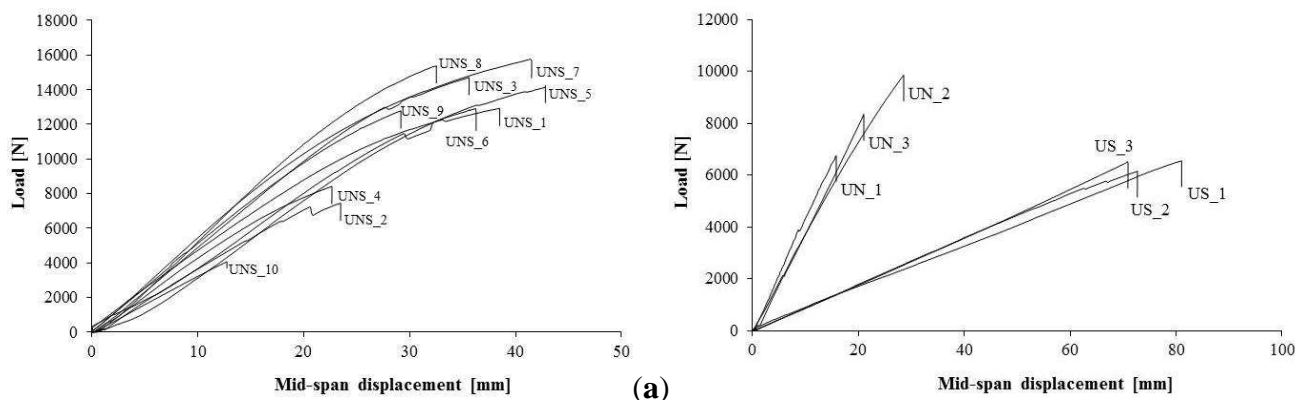 18000
16000
14000
12000
10000
8000
6000
4000
2000
0
Load [N]
UNS_8
UNS_7
UNS_3
UNS_5
UNS_9
UNS_1
UNS_6
UNS_4
UNS_2
UNS_10
0 10 20 30 40 50
Mid-span displacement [mm]
(a)
12000
10000
8000
6000
4000
2000
0
Load [N]
UN_2
UN_3
UN_1
US_3
US_1
US_2
0 20 40 60 80 100
Mid-span displacement [mm]